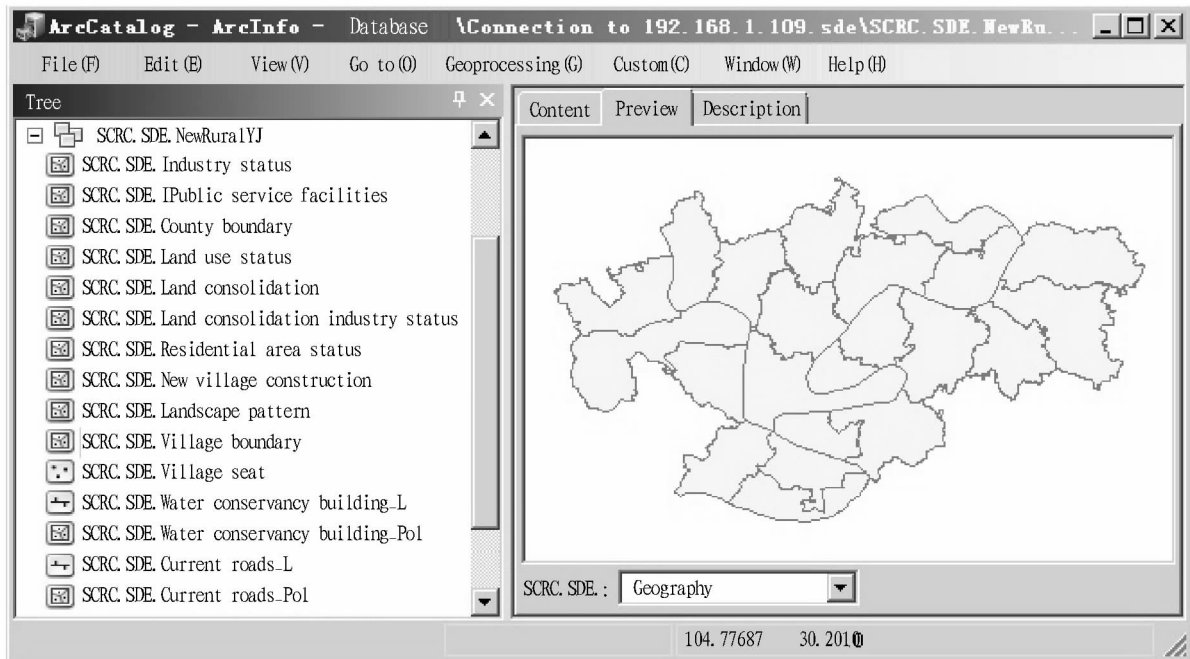 ArcCatalog - ArcInfo - Database \Connection to 192.168.1.109.sde\SCRC.SDE.NewRu...
File(F) Edit(E) View(V) Go to(O) Geoprocessing(G) Custom(C) Window(W) Help(H)
Tree
SCRC.SDE.NewRuralYJ
SCRC.SDE.Industry status
SCRC.SDE.IPublic service facilities
SCRC.SDE.County boundary
SCRC.SDE.Land use status
SCRC.SDE.Land consolidation
SCRC.SDE.Land consolidation industry status
SCRC.SDE.Residential area status
SCRC.SDE.New village construction
SCRC.SDE.Landscape pattern
SCRC.SDE.Village boundary
SCRC.SDE.Village seat
SCRC.SDE.Water conservancy building_L
SCRC.SDE.Water conservancy building_Pol
SCRC.SDE.Current roads_L
SCRC.SDE.Current roads_Pol
Content Preview Description
SCRC.SDE.: Geography
104.77687